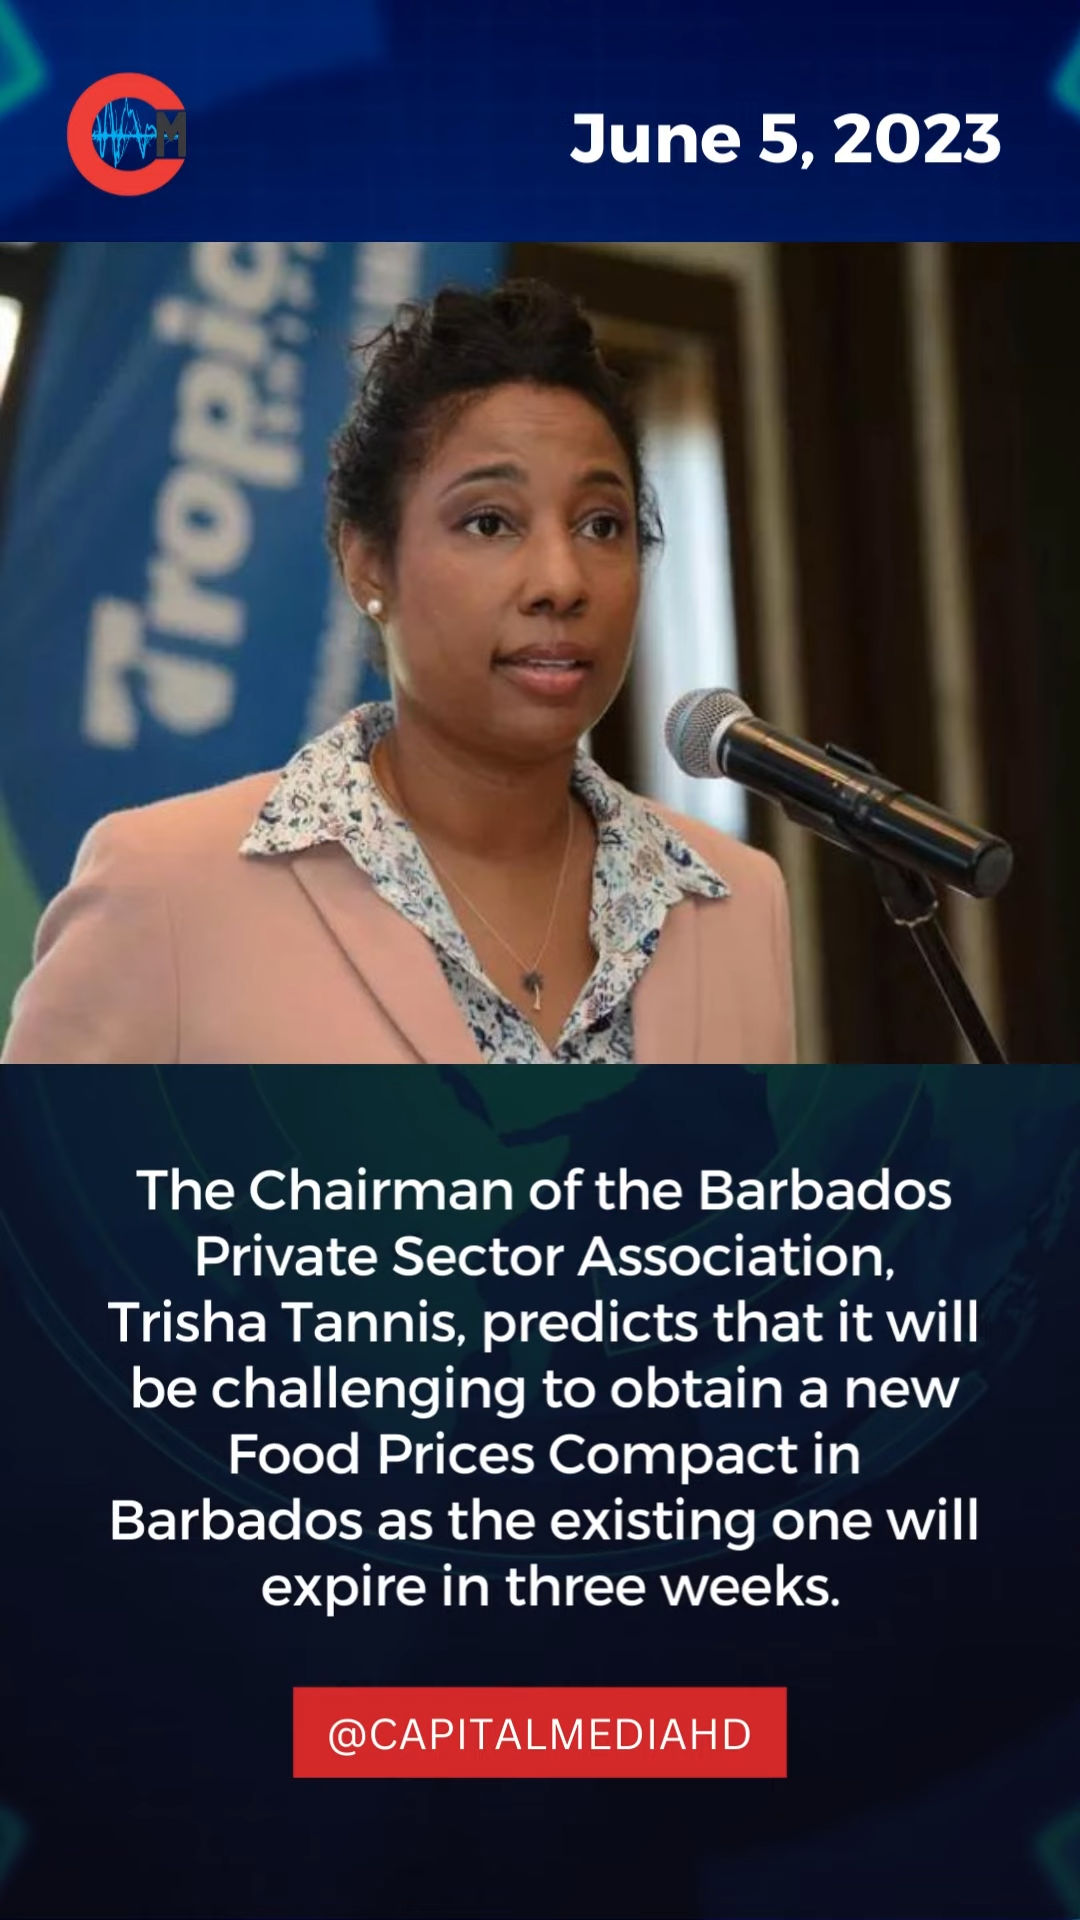 M
June 5, 2023
Tropic
The Chairman of the Barbados
Private Sector Association,
Trisha Tannis, predicts that it will
be challenging to obtain a new
Food Prices Compact in
Barbados as the existing one will
expire in three weeks.
@CAPITALMEDIAHD